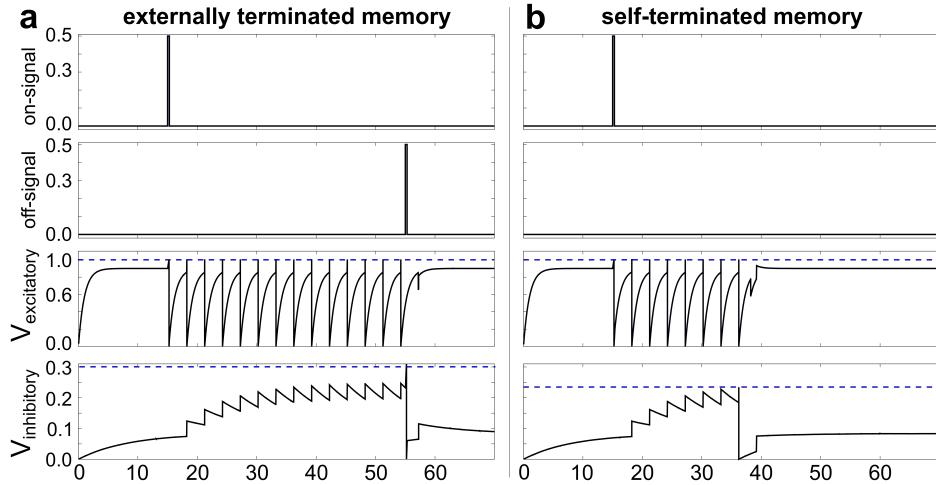 a externally terminated memory
b self-terminated memory
on-signal
0.5
0.3
0.0
off-signal
0.5
0.3
0.0
Vexcitatory
1.0
0.6
0.0
Vinhibitory
0.3
0.2
0.1
0.0
0 10 20 30 40 50 60
0 10 20 30 40 50 60